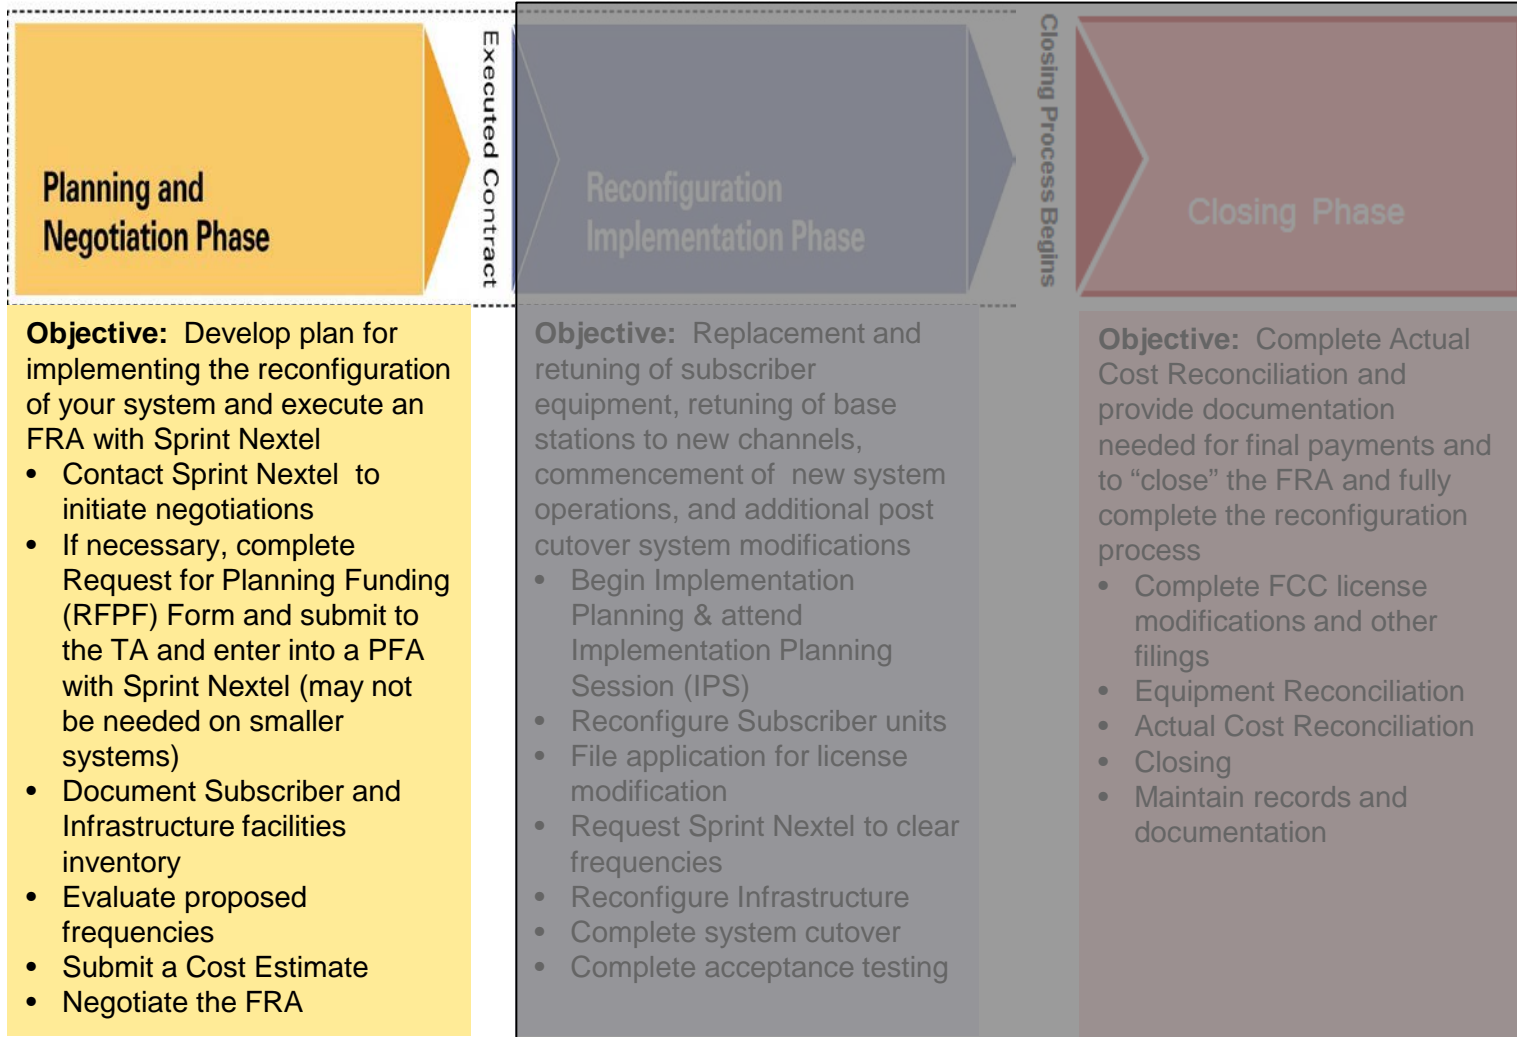 Planning and
Negotiation Phase
Executed Contract
Reconfiguration
Implementation Phase
Closing Process Begins
Closing Phase
Objective: Develop plan for
implementing the reconfiguration
of your system and execute an
FRA with Sprint Nextel
• Contact Sprint Nextel to
initiate negotiations
• If necessary, complete
Request for Planning Funding
(RFPF) Form and submit to
the TA and enter into a PFA
with Sprint Nextel (may not
be needed on smaller
systems)
• Document Subscriber and
Infrastructure facilities
inventory
• Evaluate proposed
frequencies
• Submit a Cost Estimate
• Negotiate the FRA
Objective: Replacement and
retuning of subscriber
equipment, retuning of base
stations to new channels,
commencement of new system
operations, and additional post
cutover system modifications
• Begin Implementation
Planning & attend
Implementation Planning
Session (IPS)
• Reconfigure Subscriber units
• File application for license
modification
• Request Sprint Nextel to clear
frequencies
• Reconfigure Infrastructure
• Complete system cutover
• Complete acceptance testing
Objective: Complete Actual
Cost Reconciliation and
provide documentation
needed for final payments and
to “close” the FRA and fully
complete the reconfiguration
process
• Complete FCC license
modifications and other
filings
• Equipment Reconciliation
• Actual Cost Reconciliation
• Closing
• Maintain records and
documentation